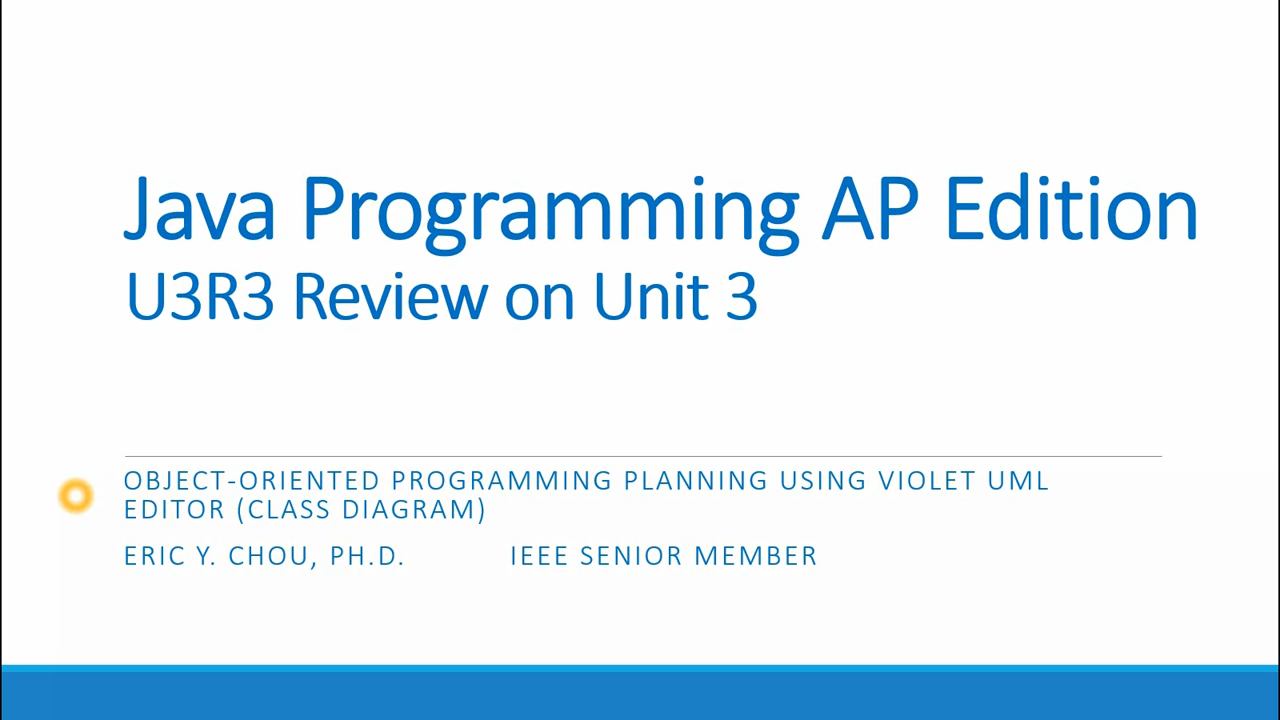 Java Programming AP Edition
U3R3 Review on Unit 3
OBJECT-ORIENTED PROGRAMMING PLANNING USING VIOLET UML
EDITOR (CLASS DIAGRAM)
ERIC Y. CHOU, PH.D. IEEE SENIOR MEMBER